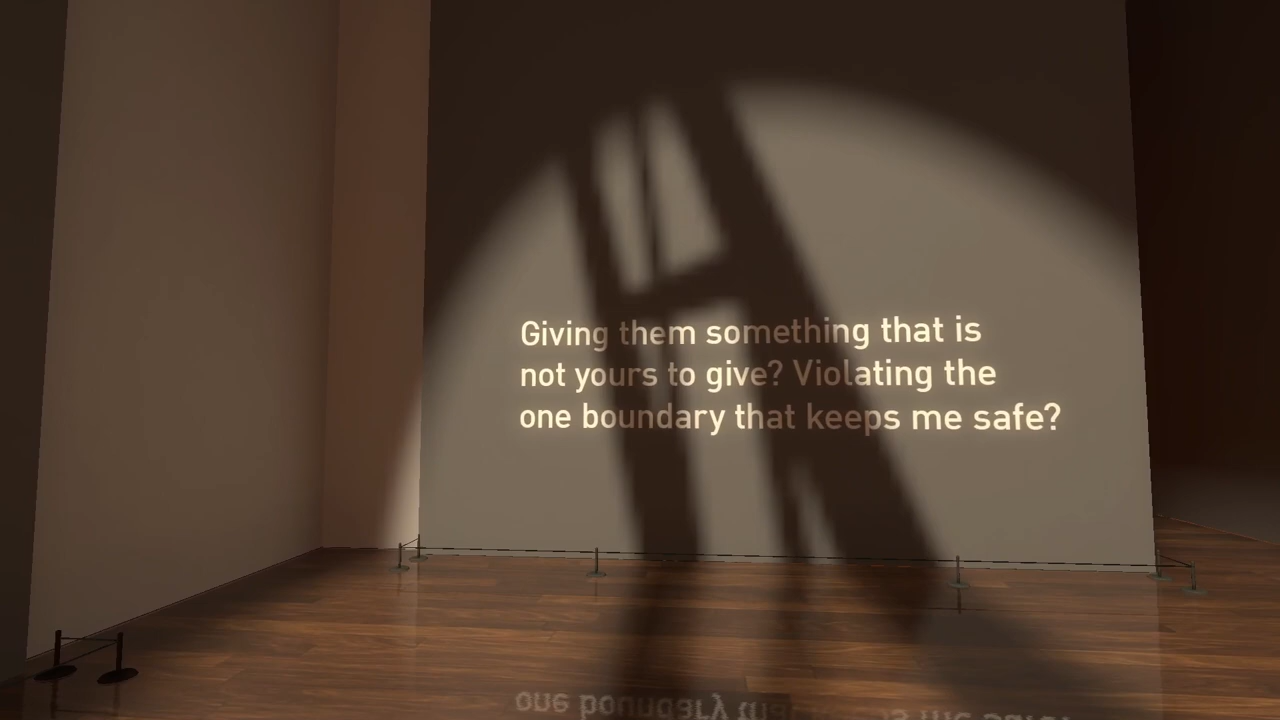 Giving them something that is
not yours to give? Violating the
one boundary that keeps me safe?